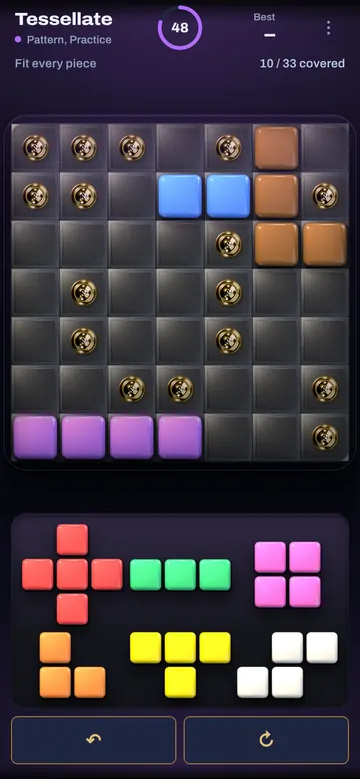 Tessellate
Pattern, Practice
48
Best
–
Fit every piece
10 / 33 covered